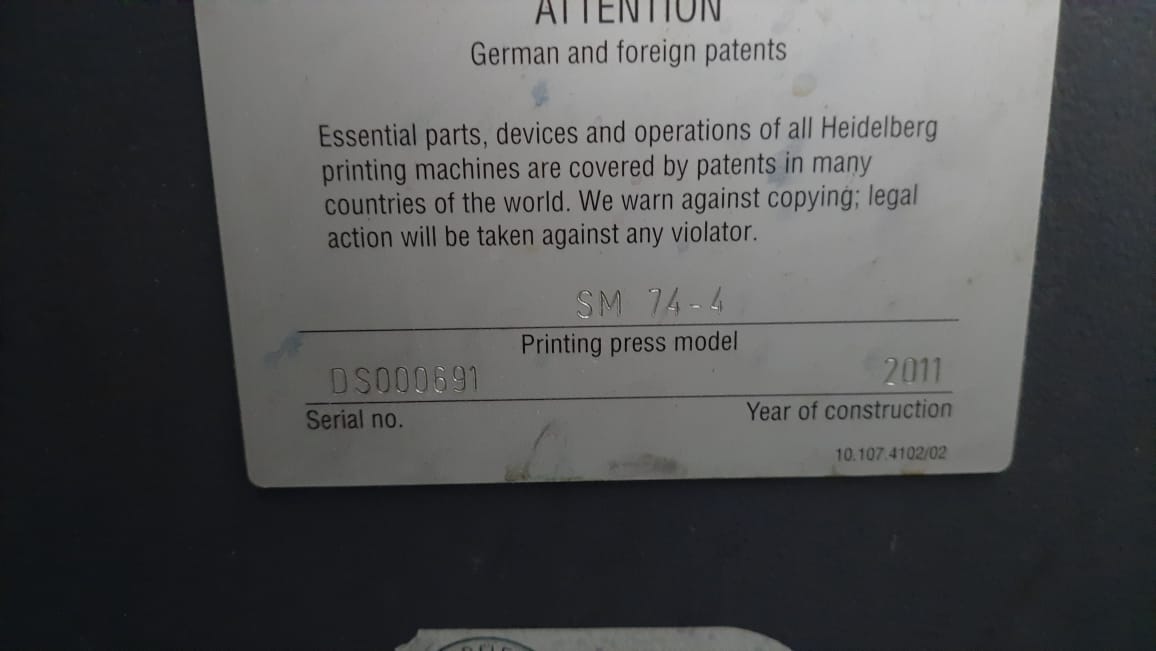 ATTENTION
German and foreign patents
Essential parts, devices and operations of all Heidelberg
printing machines are covered by patents in many
countries of the world. We warn against copying; legal
action will be taken against any violator.
SM 74-4
Printing press model
DS000691 2011
Serial no. Year of construction
10.107.4102/02